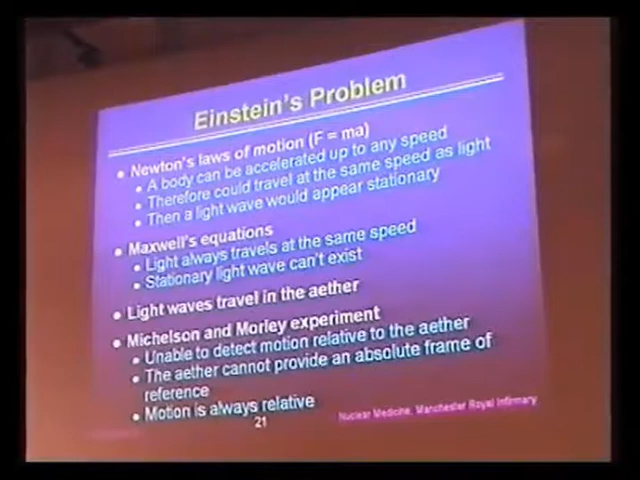 Einstein's Problem
• Newton's laws of motion (F = ma)
• A body can be accelerated up to any speed
• Therefore could travel at the same speed as light
• Then a light wave would appear stationary
• Maxwell's equations
• Light always travels at the same speed
• Stationary light wave can't exist
• Light waves travel in the aether
• Michelson and Morley experiment
• Unable to detect motion relative to the aether
• The aether cannot provide an absolute frame of
reference
• Motion is always relative
21
Nuclear Medicine, Manchester Royal Infirmary